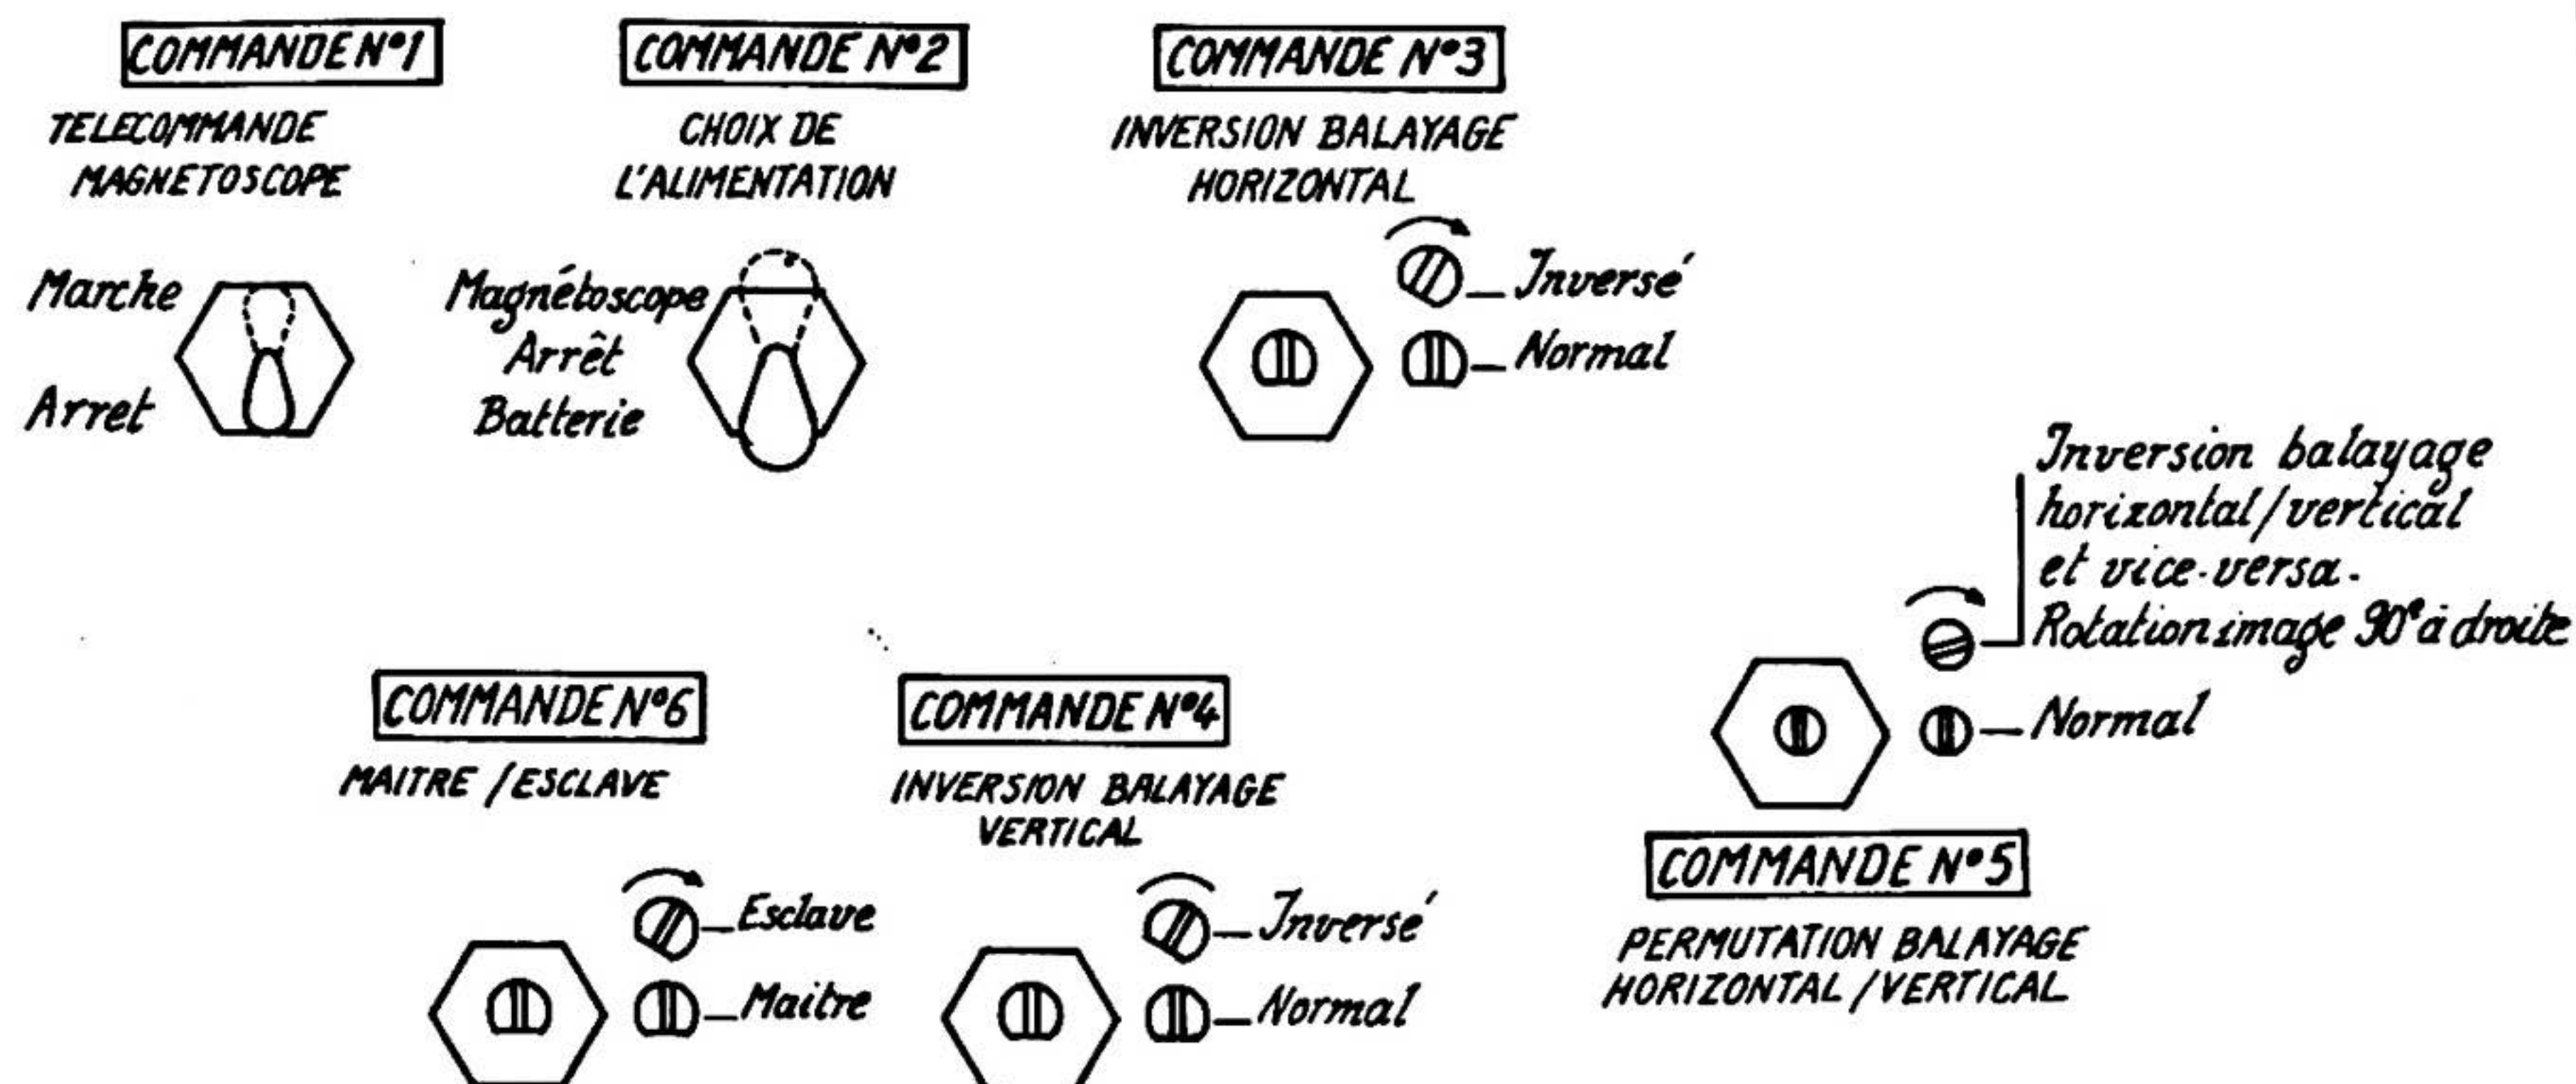 COMMANDE N°1
TELECOMMANDE
MAGNETOSCOPE
Marche
Arret
COMMANDE N°2
CHOIX DE
L'ALIMENTATION
Magnétoscope
Arrêt
Batterie
COMMANDE N°3
INVERSION BALAYAGE
HORIZONTAL
Inversé
Normal
COMMANDE N°6
MAITRE / ESCLAVE
Esclave
Maitre
COMMANDE N°4
INVERSION BALAYAGE
VERTICAL
Inversé
Normal
Inversion balayage
horizontal/vertical
et vice-versa.
Rotation image 90° à droite
Normal
COMMANDE N°5
PERMUTATION BALAYAGE
HORIZONTAL / VERTICAL